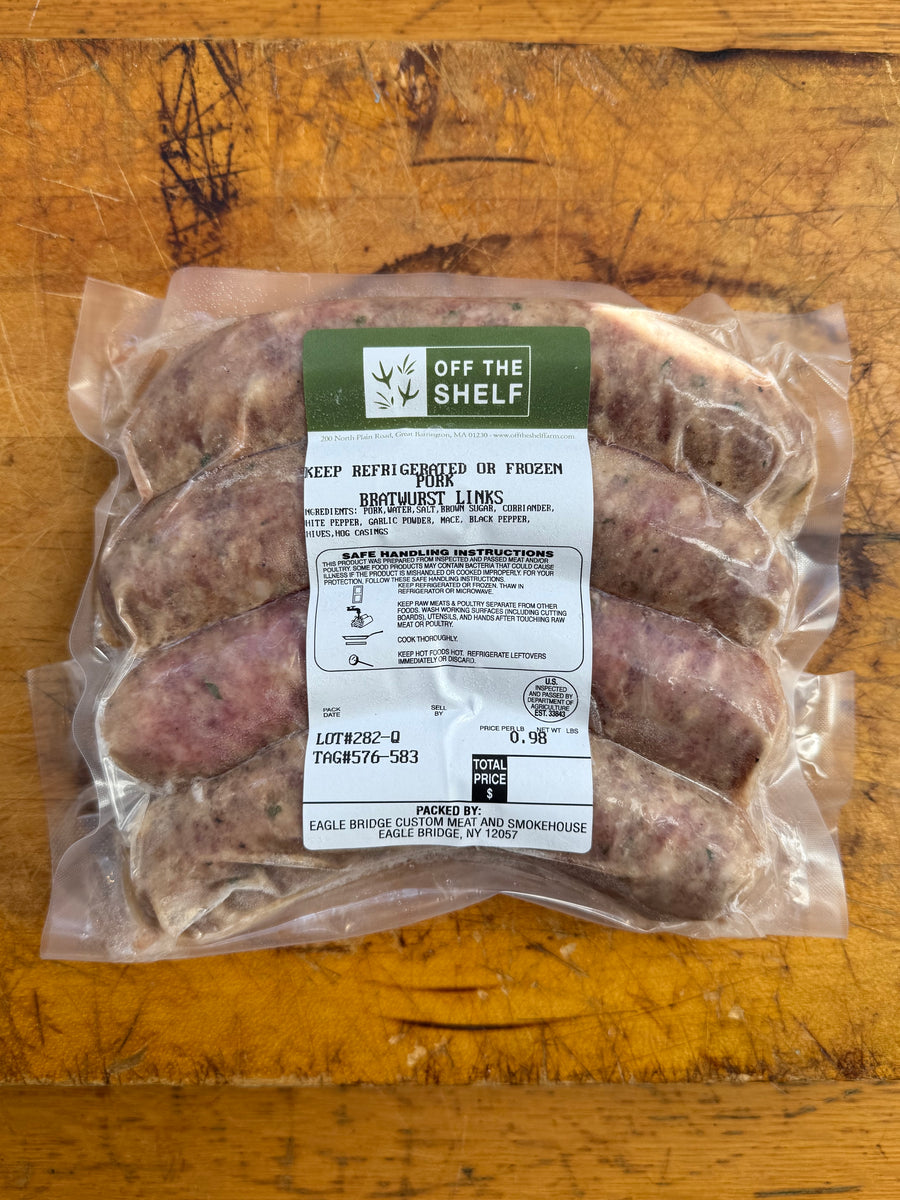 OFF THE
SHELF
200 North Plain Road, Great Barrington, MA 01230 - www.offtheshelffarm.com
KEEP REFRIGERATED OR FROZEN
PORK
BRATWURST LINKS
NGREDIENTS: PORK,WATER,SALT,BROWN SUGAR, CORRIANDER,
HITE PEPPER, GARLIC POWDER, MACE, BLACK PEPPER,
HIVES,HOG CASINGS
SAFE HANDLING INSTRUCTIONS
THIS PRODUCT WAS PREPARED FROM INSPECTED AND PASSED MEAT AND/OR
POULTRY. SOME FOOD PRODUCTS MAY CONTAIN BACTERIA THAT COULD CAUSE
ILLNESS IF THE PRODUCT IS MISHANDLED OR COOKED IMPROPERLY. FOR YOUR
PROTECTION, FOLLOW THESE SAFE HANDLING INSTRUCTIONS.
KEEP REFRIGERATED OR FROZEN. THAW IN
REFRIGERATOR OR MICROWAVE.
KEEP RAW MEATS & POULTRY SEPARATE FROM OTHER
FOODS. WASH WORKING SURFACES (INCLUDING CUTTING
BOARDS), UTENSILS, AND HANDS AFTER TOUCHING RAW
MEAT OR POULTRY.
COOK THOROUGHLY.
KEEP HOT FOODS HOT. REFRIGERATE LEFTOVERS
IMMEDIATELY OR DISCARD.
U.S.
INSPECTED
AND PASSED BY
DEPARTMENT OF
AGRICULTURE
EST. 33843
PACK
DATE
SELL
BY
PRICE PER LB NET WT LBS
LOT#282-Q
0.98
TAG#576-583
TOTAL
PRICE
$
PACKED BY:
EAGLE BRIDGE CUSTOM MEAT AND SMOKEHOUSE
EAGLE BRIDGE, NY 12057